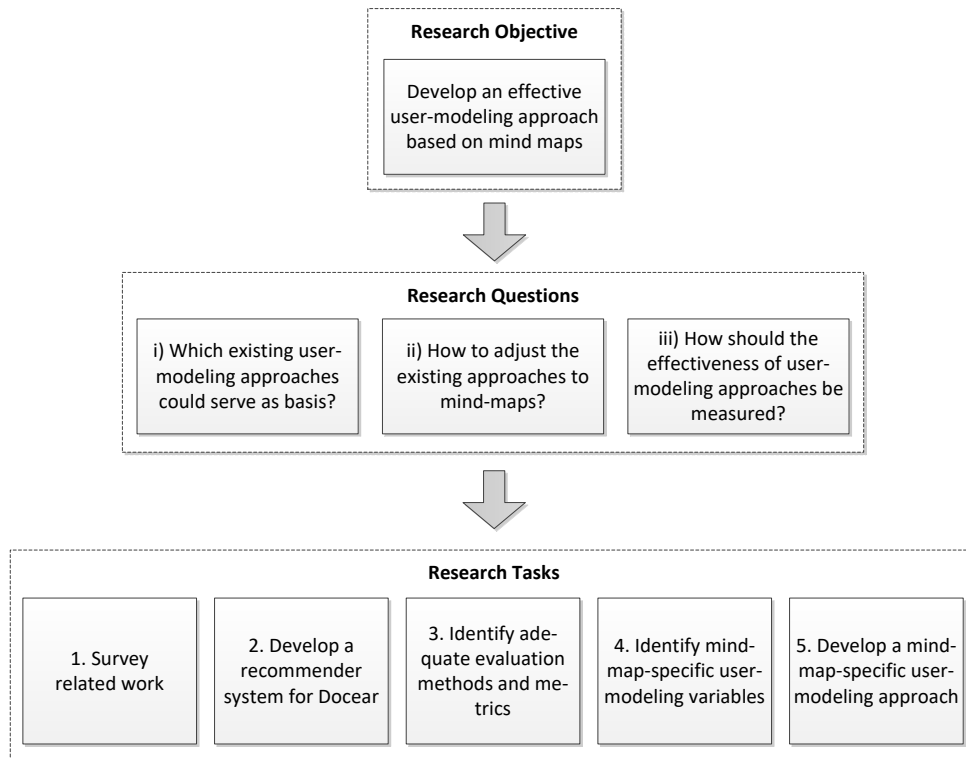 Research Objective
Develop an effective
user-modeling approach
based on mind maps
Research Questions
i) Which existing user-
modeling approaches
could serve as basis?
ii) How to adjust the
existing approaches to
mind-maps?
iii) How should the
effectiveness of user-
modeling approaches be
measured?
Research Tasks
1. Survey
related work
2. Develop a
recommender
system for Docear
3. Identify ade-
quate evaluation
methods and me-
trics
4. Identify mind-
map-specific user-
modeling variables
5. Develop a mind-
map-specific user-
modeling approach